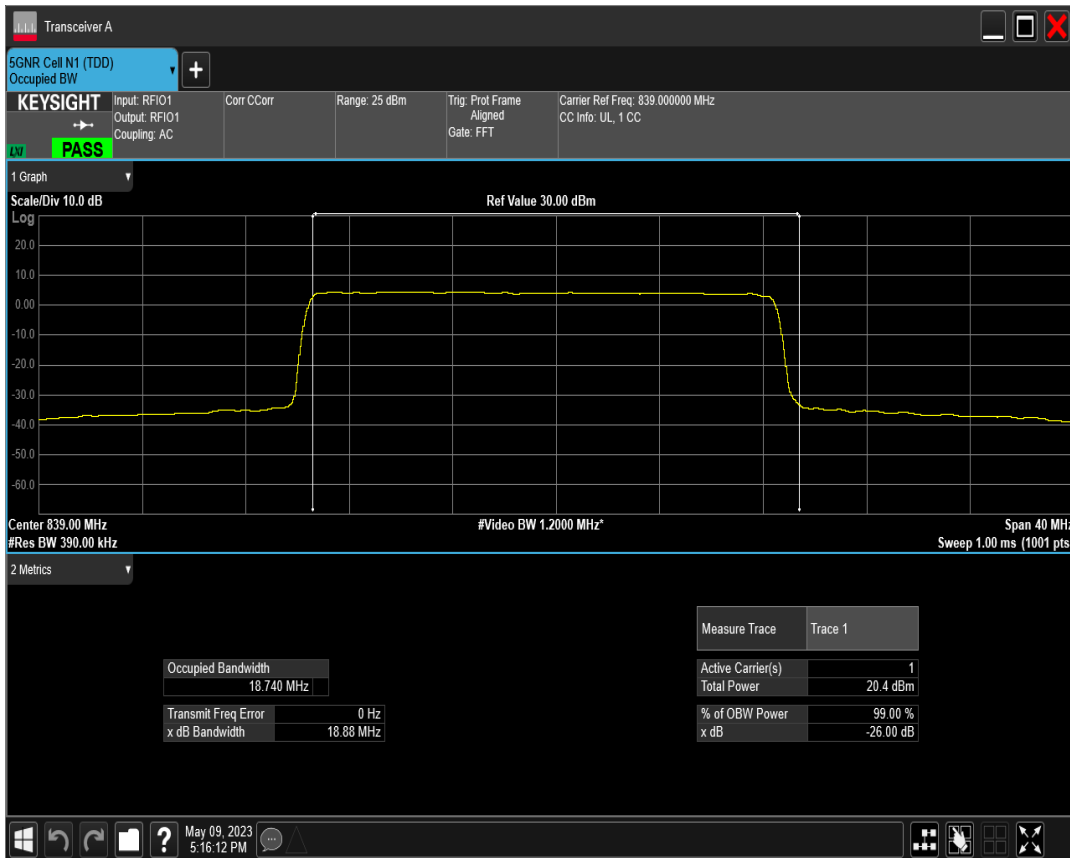 Transceiver A
5GNR Cell N1 (TDD)
Occupied BW
+
KEYSIGHT
LXI
PASS
Input: RFIO1
Output: RFIO1
Coupling: AC
Corr CCorr
Range: 25 dBm
Trig: Prot Frame
Aligned
Gate: FFT
Carrier Ref Freq: 839.000000 MHz
CC Info: UL, 1 CC
1 Graph
Scale/Div 10.0 dB
Ref Value 30.00 dBm
Log
20.0
10.0
0.00
-10.0
-20.0
-30.0
-40.0
-50.0
-60.0
Center 839.00 MHz
#Video BW 1.2000 MHz*
Span 40 MHz
#Res BW 390.00 kHz
Sweep 1.00 ms (1001 pts
2 Metrics
Measure Trace Trace 1
Occupied Bandwidth
18.740 MHz
Active Carrier(s) 1
Total Power 20.4 dBm
Transmit Freq Error 0 Hz
x dB Bandwidth 18.88 MHz
% of OBW Power 99.00 %
x dB -26.00 dB
?
May 09, 2023
5:16:12 PM